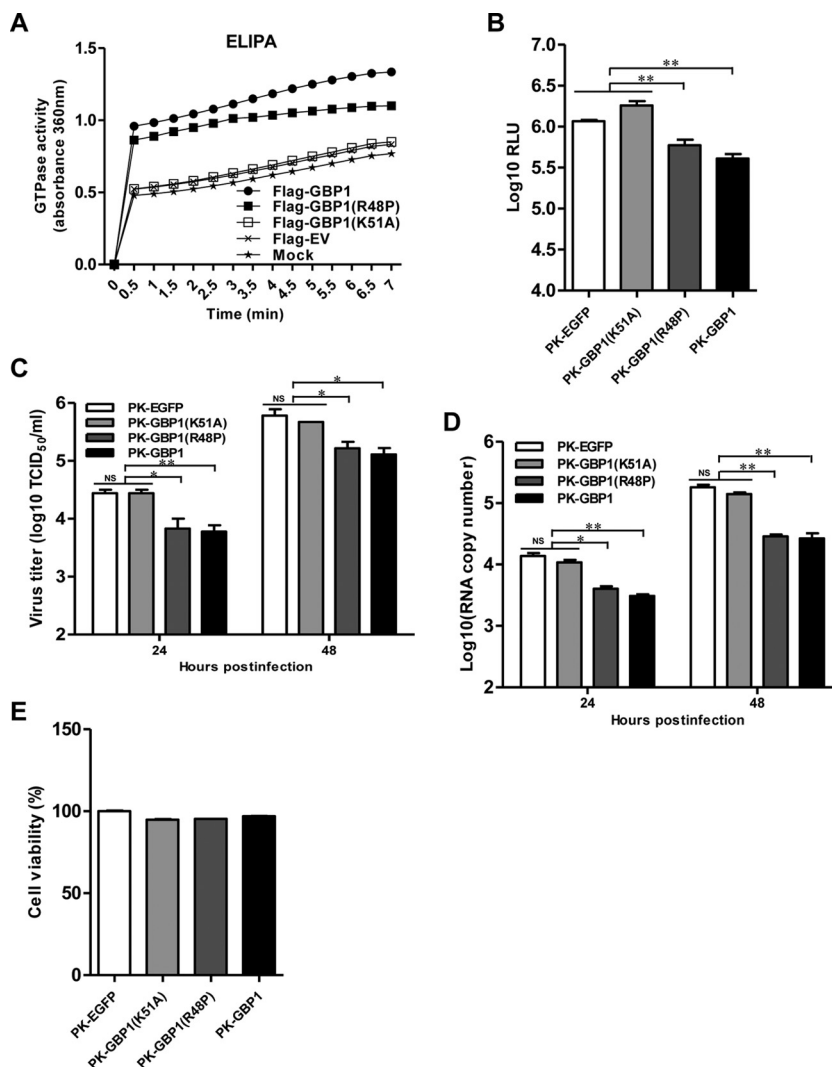 A
ELIPA
GTPase activity
(absorbance 360nm)
1.5
1.0
0.5
0.0
Flag-GBP1
Flag-GBP1(R48P)
Flag-GBP1(K51A)
Flag-EV
Mock
0 0.5 1 1.5 2 2.5 3 3.5 4 4.5 5 5.5 6 6.5 7
Time (min)
B
Log10 RLU
7.0
6.5
6.0
5.5
5.0
4.5
4.0
**
**
PK-EGFP
PK-GBP1(K51A)
PK-GBP1(R48P)
PK-GBP1
C
Virus titer (log10 TCID50/ml)
6
5
4
3
2
PK-EGFP
PK-GBP1(K51A)
PK-GBP1(R48P)
PK-GBP1
**
NS *
*
NS *
24 48
Hours postinfection
D
Log10(RNA copy number)
6
5
4
3
2
PK-EGFP
PK-GBP1(K51A)
PK-GBP1(R48P)
PK-GBP1
**
NS *
**
NS **
24 48
Hours postinfection
E
Cell viability (%)
150
100
50
0
PK-EGFP
PK-GBP1(K51A)
PK-GBP1(R48P)
PK-GBP1